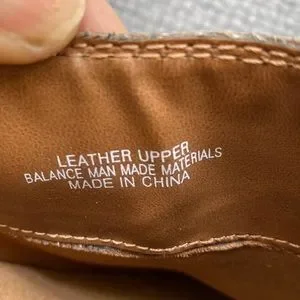 LEATHER UPPER
BALANCE MAN MADE MATERIALS
MADE IN CHINA